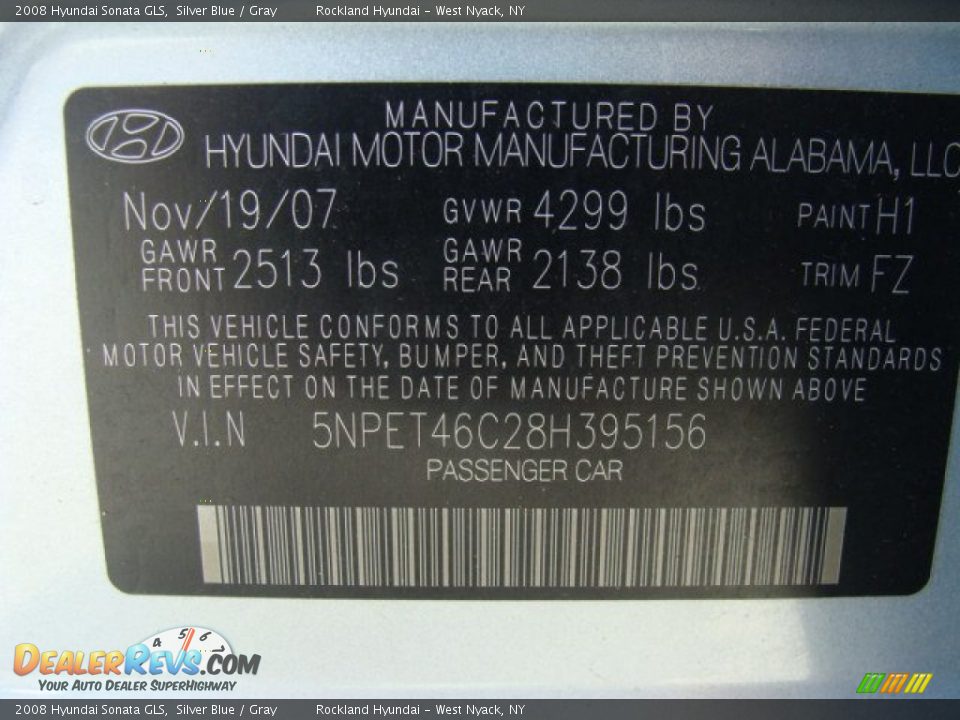 2008 Hyundai Sonata GLS, Silver Blue / Gray Rockland Hyundai - West Nyack, NY
MANUFACTURED BY
HYUNDAI MOTOR MANUFACTURING ALABAMA, LLC
Nov/19/07 GVWR 4299 lbs PAINT H1
GAWR FRONT 2513 lbs GAWR REAR 2138 lbs TRIM FZ
THIS VEHICLE CONFORMS TO ALL APPLICABLE U.S.A. FEDERAL
MOTOR VEHICLE SAFETY, BUMPER, AND THEFT PREVENTION STANDARDS
IN EFFECT ON THE DATE OF MANUFACTURE SHOWN ABOVE
V.I.N 5NPET46C28H395156
PASSENGER CAR
4 5 6
DEALERREVS.COM
YOUR AUTO DEALER SUPERHIGHWAY
2008 Hyundai Sonata GLS, Silver Blue / Gray Rockland Hyundai - West Nyack, NY